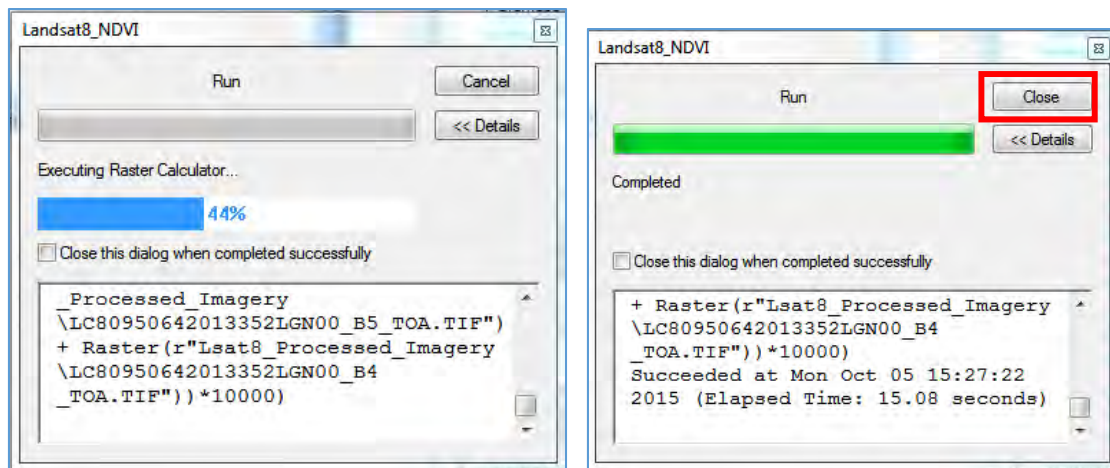 Landsat8_NDVI
Run
Cancel
<< Details
Executing Raster Calculator...
44%
Close this dialog when completed successfully
_Processed_Imagery
\LC80950642013352LGN00_B5_TOA.TIF")
+ Raster(r"Lsat8_Processed_Imagery
\LC80950642013352LGN00_B4
_TOA.TIF"))*10000)
Landsat8_NDVI
Run
Close
<< Details
Completed
Close this dialog when completed successfully
+ Raster(r"Lsat8_Processed_Imagery
\LC80950642013352LGN00_B4
_TOA.TIF"))*10000)
Succeeded at Mon Oct 05 15:27:22
2015 (Elapsed Time: 15.08 seconds)